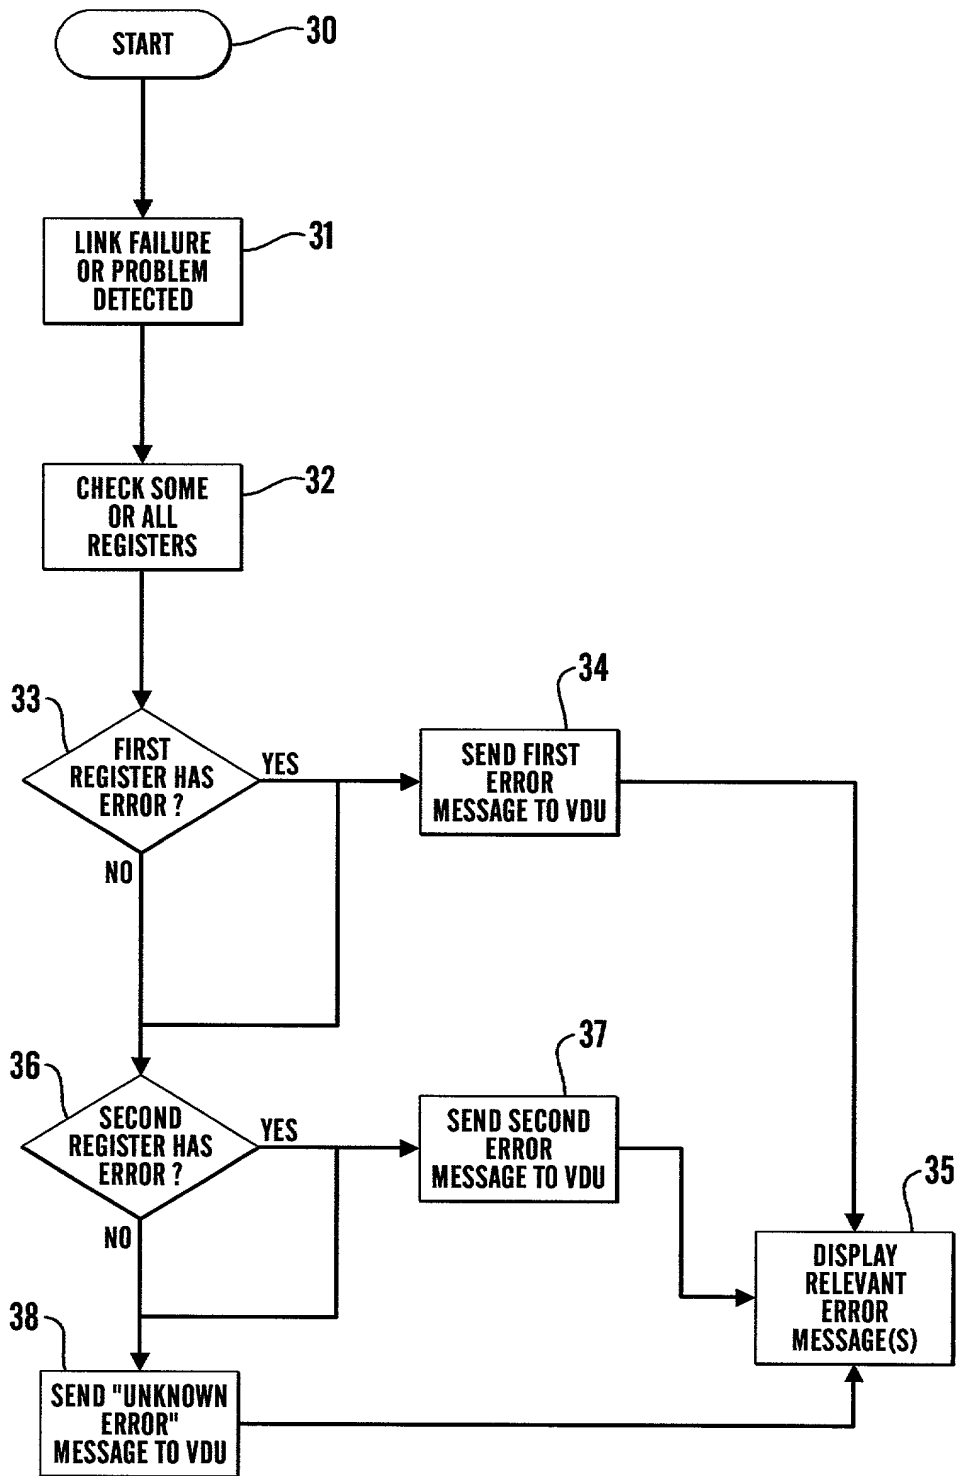 START
30
LINK FAILURE
OR PROBLEM
DETECTED
31
CHECK SOME
OR ALL
REGISTERS
32
33
FIRST
REGISTER HAS
ERROR ?
YES
NO
34
SEND FIRST
ERROR
MESSAGE TO VDU
36
SECOND
REGISTER HAS
ERROR ?
YES
NO
37
SEND SECOND
ERROR
MESSAGE TO VDU
35
DISPLAY
RELEVANT
ERROR
MESSAGE(S)
38
SEND "UNKNOWN
ERROR"
MESSAGE TO VDU